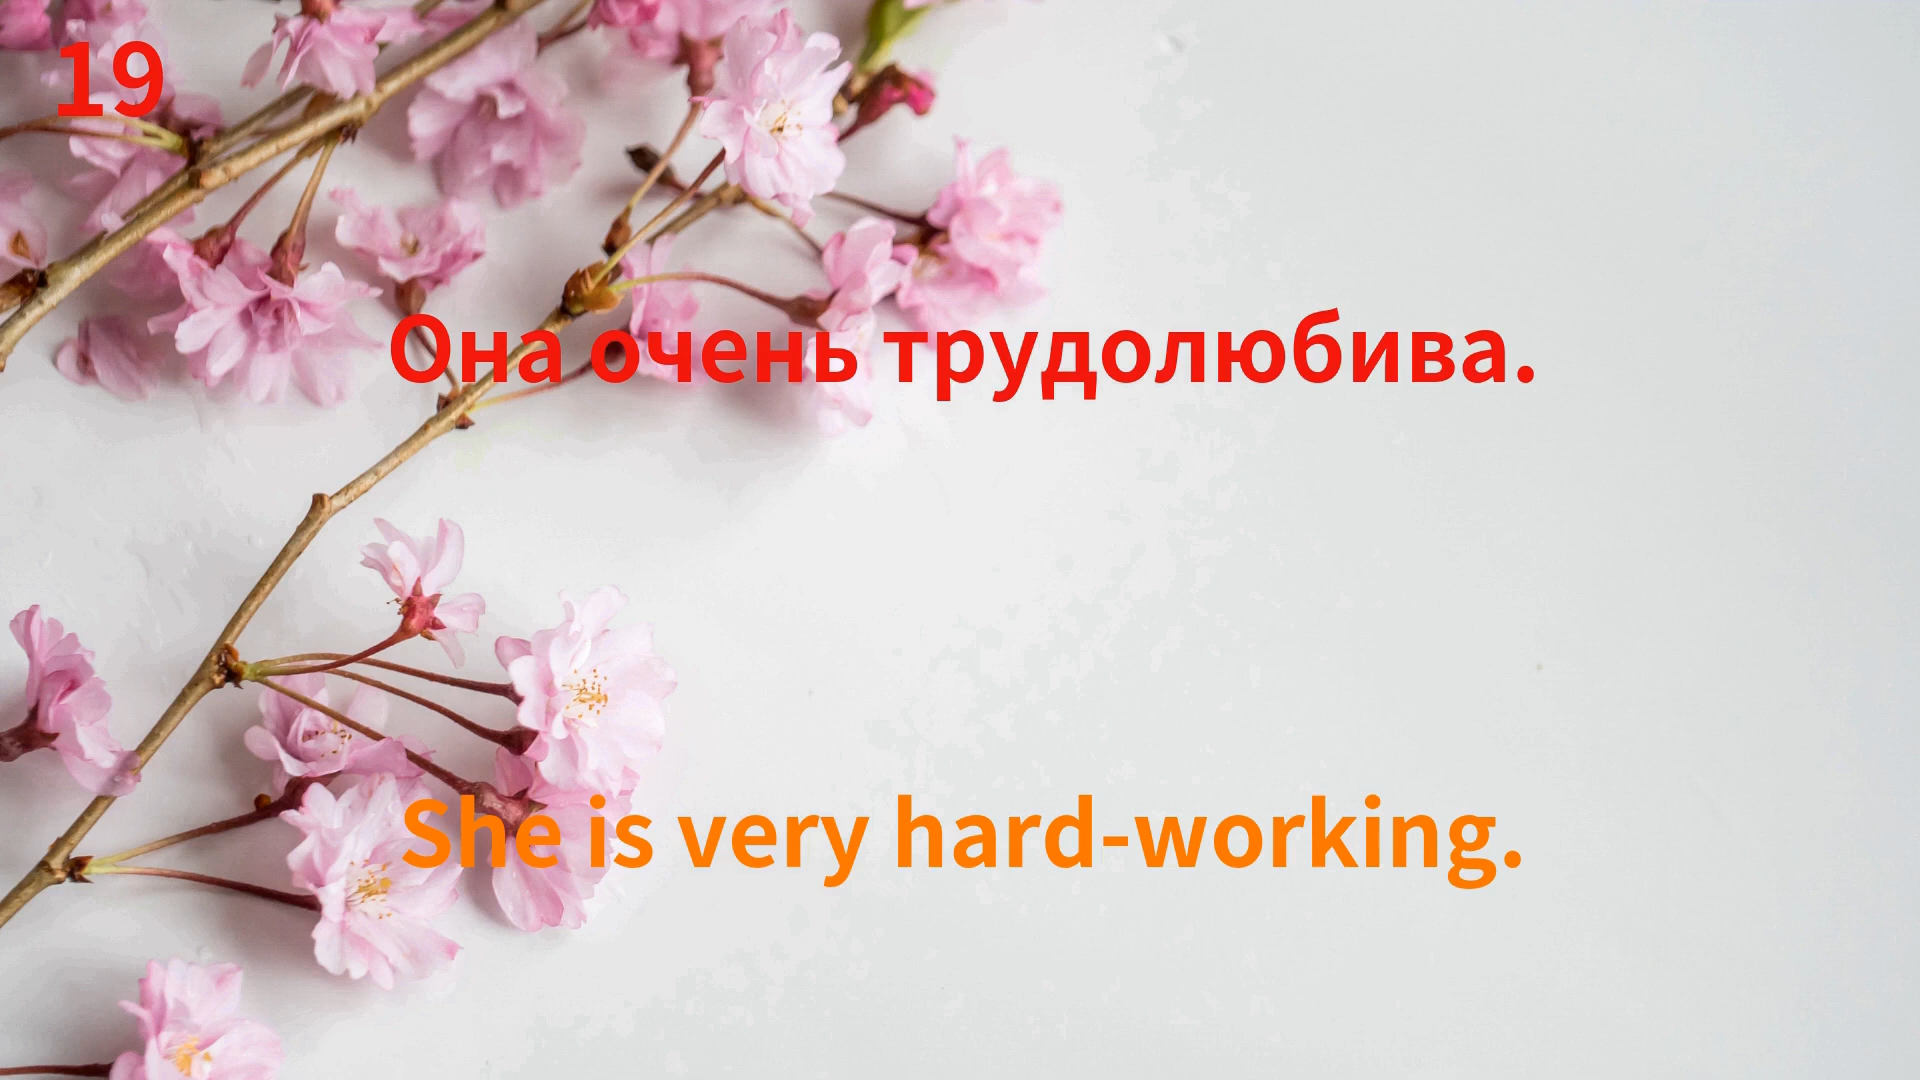 19
Она очень трудолюбива.
She is very hard-working.